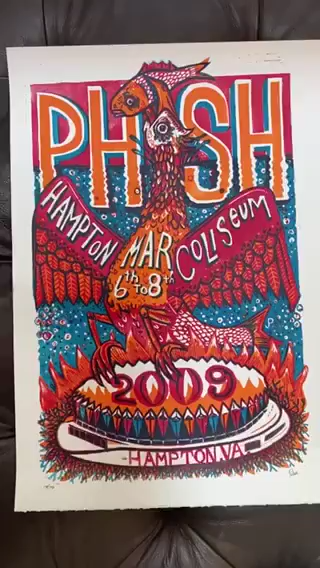 PHISH
HAMPTON
MAR
COLISEUM
6th to 8th
2009
HAMPTON, VA